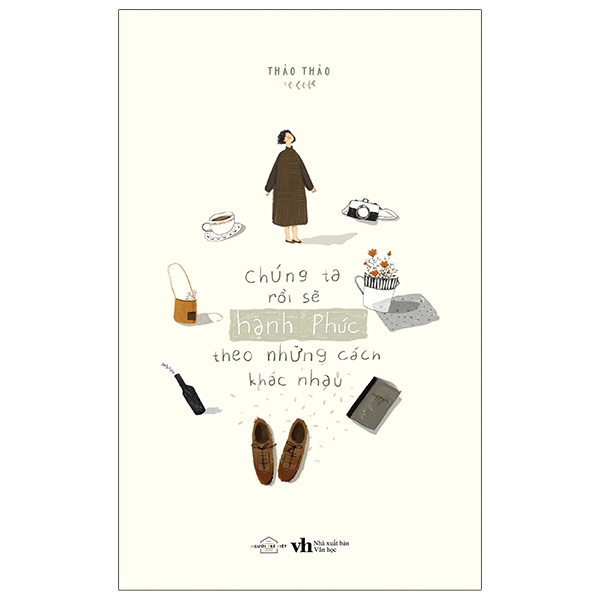 THẢO THẢO
Chúng ta
rồi sẽ
hạnh Phúc
theo những cách
khác nhau
NGƯỜI TRẺ VIỆT
vh Nhà xuất bản
Văn học